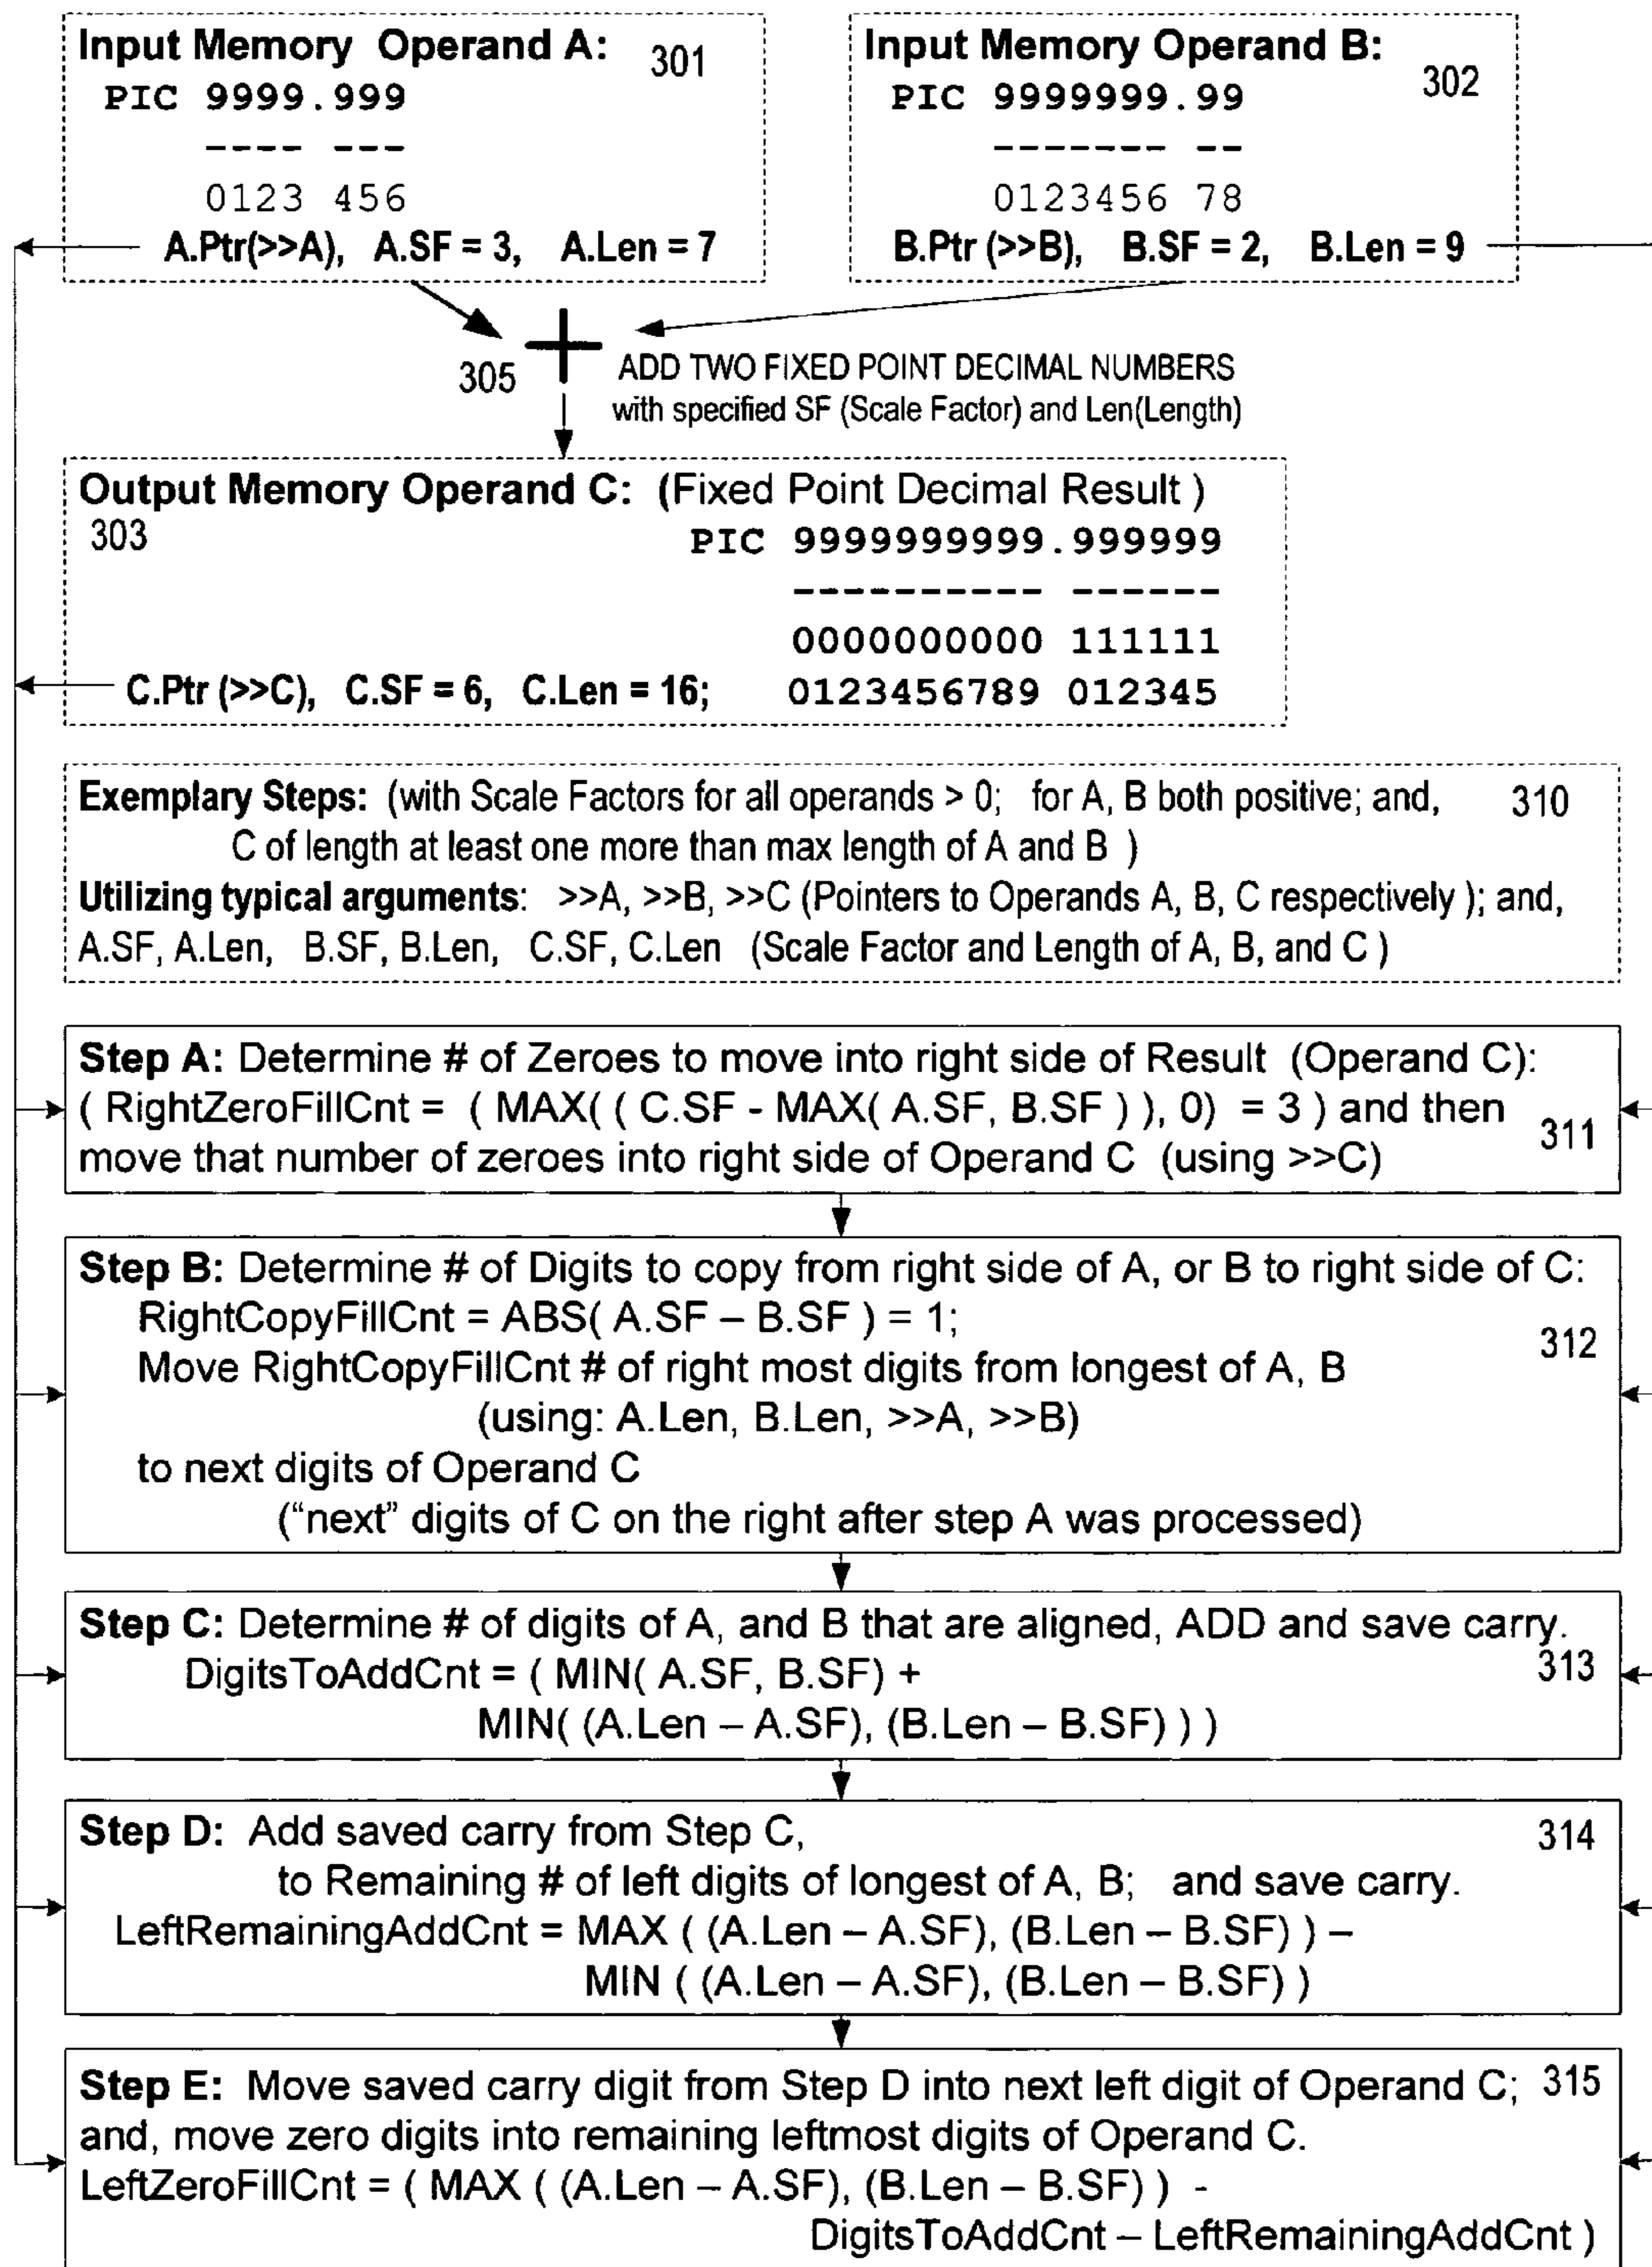 Input Memory Operand A: 301
PIC 9999.999
---- ---
0123 456
A.Ptr(>>A), A.SF = 3, A.Len = 7
Input Memory Operand B: 302
PIC 9999999.99
------- --
0123456 78
B.Ptr (>>B), B.SF = 2, B.Len = 9
305
ADD TWO FIXED POINT DECIMAL NUMBERS
with specified SF (Scale Factor) and Len(Length)
Output Memory Operand C: (Fixed Point Decimal Result )
303
PIC 9999999999.999999
---------- ------
0000000000 111111
C.Ptr (>>C), C.SF = 6, C.Len = 16; 0123456789 012345
Exemplary Steps: (with Scale Factors for all operands > 0; for A, B both positive; and, 310
C of length at least one more than max length of A and B )
Utilizing typical arguments: >>A, >>B, >>C (Pointers to Operands A, B, C respectively ); and,
A.SF, A.Len, B.SF, B.Len, C.SF, C.Len (Scale Factor and Length of A, B, and C )
Step A: Determine # of Zeroes to move into right side of Result (Operand C):
( RightZeroFillCnt = ( MAX( ( C.SF - MAX( A.SF, B.SF ) ), 0) = 3 ) and then
311
move that number of zeroes into right side of Operand C (using >>C)
Step B: Determine # of Digits to copy from right side of A, or B to right side of C:
RightCopyFillCnt = ABS( A.SF – B.SF ) = 1;
312
Move RightCopyFillCnt # of right most digits from longest of A, B
(using: A.Len, B.Len, >>A, >>B)
to next digits of Operand C
("next" digits of C on the right after step A was processed)
Step C: Determine # of digits of A, and B that are aligned, ADD and save carry.
DigitsToAddCnt = ( MIN( A.SF, B.SF) + 313
MIN( (A.Len – A.SF), (B.Len – B.SF) ) )
Step D: Add saved carry from Step C, 314
to Remaining # of left digits of longest of A, B; and save carry.
LeftRemainingAddCnt = MAX ( (A.Len – A.SF), (B.Len – B.SF) ) –
MIN ( (A.Len – A.SF), (B.Len – B.SF) )
Step E: Move saved carry digit from Step D into next left digit of Operand C; 315
and, move zero digits into remaining leftmost digits of Operand C.
LeftZeroFillCnt = ( MAX ( (A.Len – A.SF), (B.Len – B.SF) ) -
DigitsToAddCnt – LeftRemainingAddCnt )